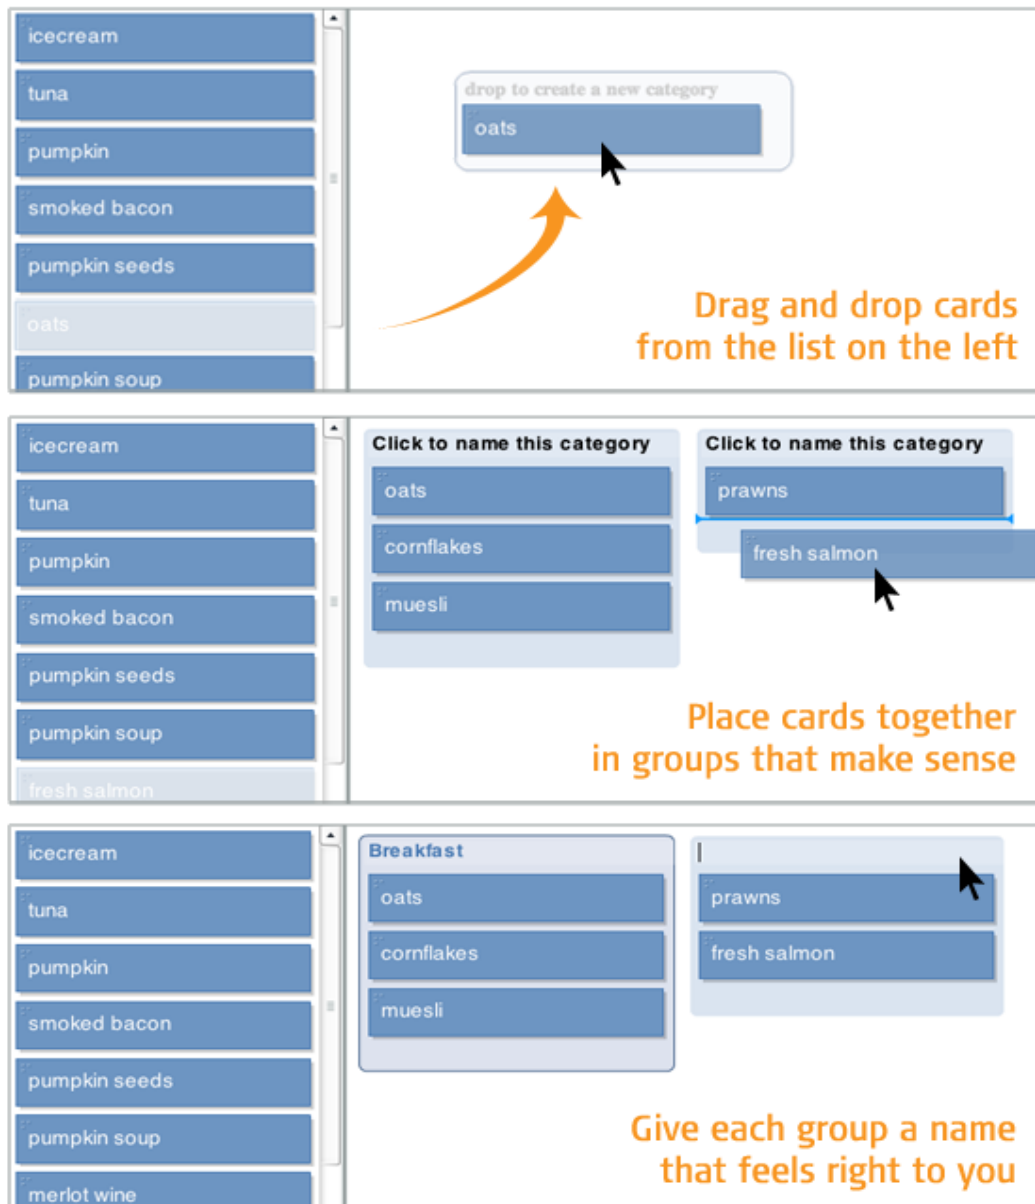 icecream
tuna
pumpkin
smoked bacon
pumpkin seeds
oats
pumpkin soup
drop to create a new category
oats
Drag and drop cards
from the list on the left
icecream
tuna
pumpkin
smoked bacon
pumpkin seeds
pumpkin soup
fresh salmon
Click to name this category
oats
cornflakes
muesli
Click to name this category
prawns
fresh salmon
Place cards together
in groups that make sense
icecream
tuna
pumpkin
smoked bacon
pumpkin seeds
pumpkin soup
merlot wine
Breakfast
oats
cornflakes
muesli
prawns
fresh salmon
Give each group a name
that feels right to you